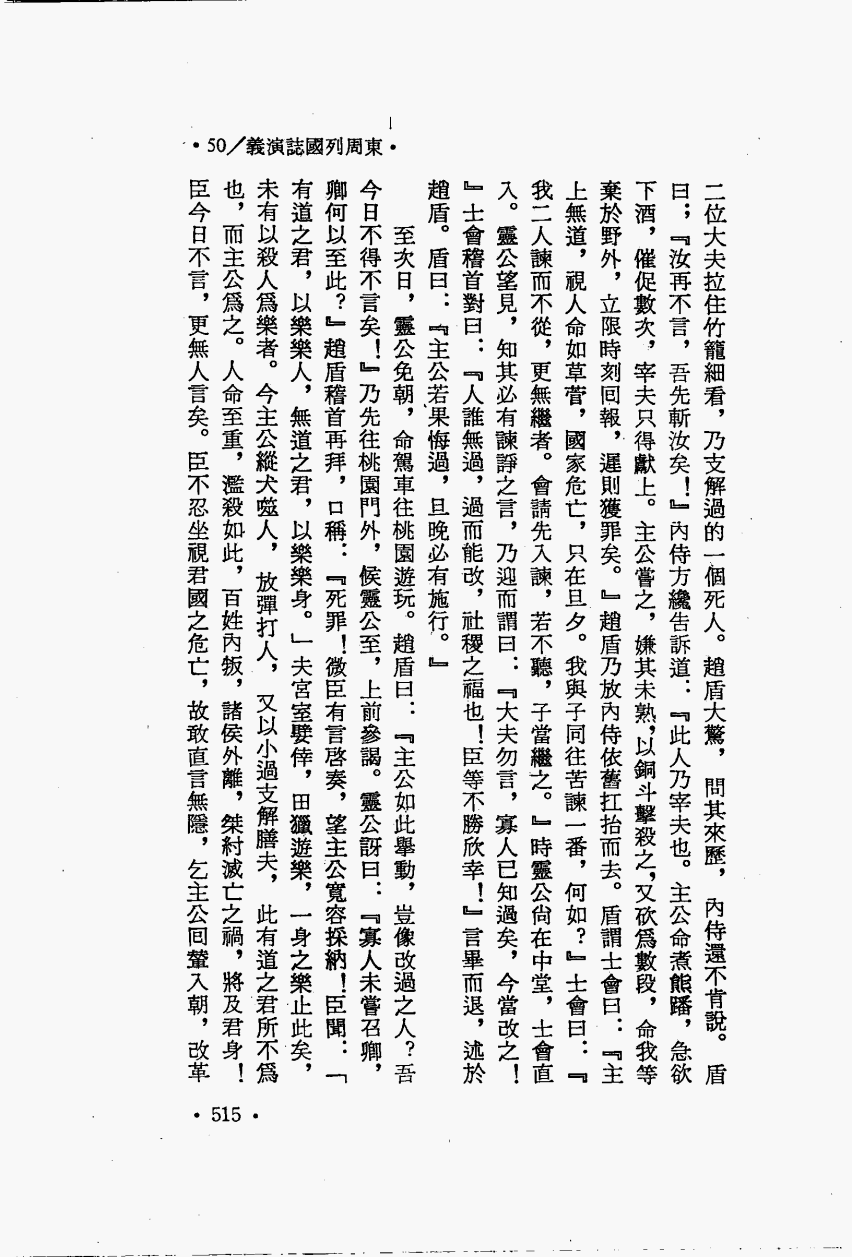 •東周列國誌演義/50•
二位大夫拉住竹籠細看，乃支解過的一個死人。趙盾大驚，問其來歷，內侍還不肯說。盾
曰；『汝再不言，吾先斬汝矣！』內侍方纔告訴道：『此人乃宰夫也。主公命煮熊蹯，急欲
下酒，催促數次，宰夫只得獻上。主公嘗之，嫌其未熟，以銅斗擊殺之，又砍爲數段，命我等
棄於野外，立限時刻回報，遲則獲罪矣。』趙盾乃放內侍依舊扛抬而去。盾謂士會曰：『主
上無道，視人命如草菅，國家危亡，只在旦夕。我與子同往苦諫一番，何如？』士會曰：『
我二人諫而不從，更無繼者。會請先入諫，若不聽，子當繼之。』時靈公尙在中堂，士會直
入。靈公望見，知其必有諫諍之言，乃迎而謂曰：『大夫勿言，寡人已知過矣，今當改之！
』士會稽首對曰：『人誰無過，過而能改，社稷之福也！臣等不勝欣幸！』言畢而退，述於
趙盾。盾曰：『主公若果悔過，旦晚必有施行。』
至次日，靈公免朝，命駕車往桃園遊玩。趙盾曰：『主公如此舉動，豈像改過之人？吾
今日不得不言矣！』乃先往桃園門外，候靈公至，上前參謁。靈公訝曰：『寡人未嘗召卿，
卿何以至此？』趙盾稽首再拜，口稱：『死罪！微臣有言啓奏，望主公寬容採納！臣聞：「
有道之君，以樂樂人，無道之君，以樂樂身。」夫宮室嬖倖，田獵遊樂，一身之樂止此矣，
未有以殺人爲樂者。今主公縱犬噬人，放彈打人，又以小過支解膳夫，此有道之君所不爲
也，而主公爲之。人命至重，濫殺如此，百姓內叛，諸侯外離，桀紂滅亡之禍，將及君身！
臣今日不言，更無人言矣。臣不忍坐視君國之危亡，故敢直言無隱，乞主公回輦入朝，改革
•515•